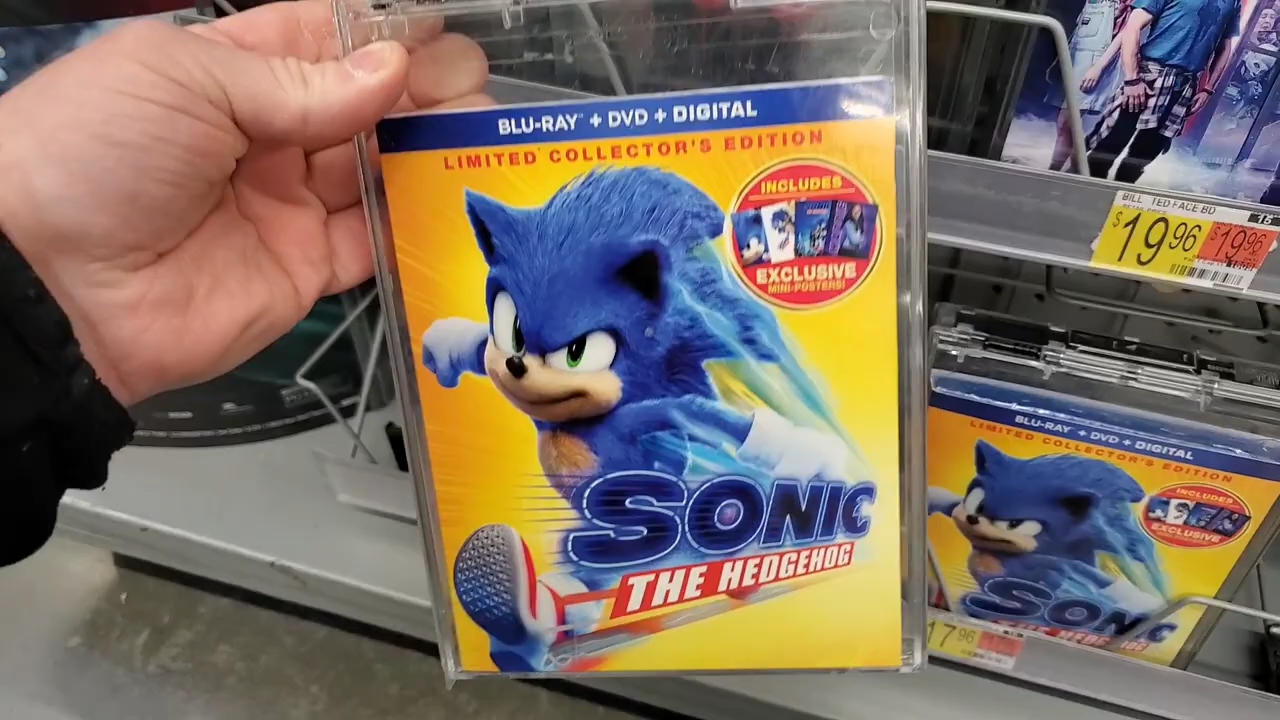 BLU-RAY + DVD + DIGITAL
LIMITED COLLECTOR'S EDITION
INCLUDES
EXCLUSIVE
MINI-POSTERS!
SONIC
THE HEDGEHOG
BILL TED FACE BD
15
$19.96
$19.96
BLU-RAY + DVD + DIGITAL
LIMITED COLLECTOR'S EDITION
INCLUDES
EXCLUSIVE
SONIC
17.96